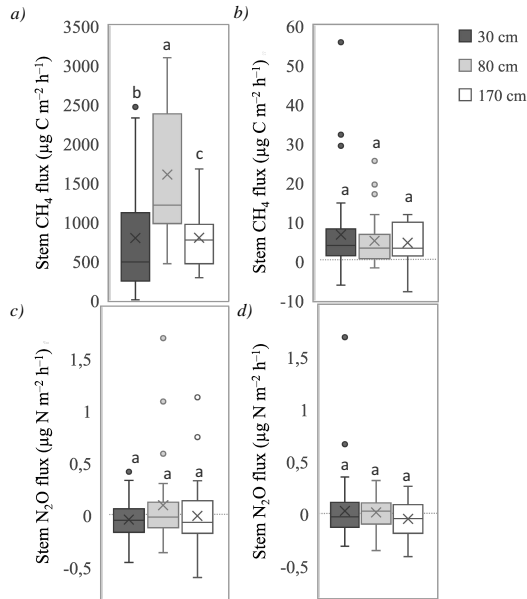 a)
Stem CH₄ flux (µg C m⁻² h⁻¹)
3500
3000
2500
2000
1500
1000
500
0
b
a
c
b)
Stem CH₄ flux (µg C m⁻² h⁻¹)
60
50
40
30
20
10
0
-10
a
a
a
30 cm
80 cm
170 cm
c)
Stem N₂O flux (µg N m⁻² h⁻¹)
1,5
1
0,5
0
-0,5
a
a
a
d)
Stem N₂O flux (µg N m⁻² h⁻¹)
1,5
1
0,5
0
-0,5
a
a
a